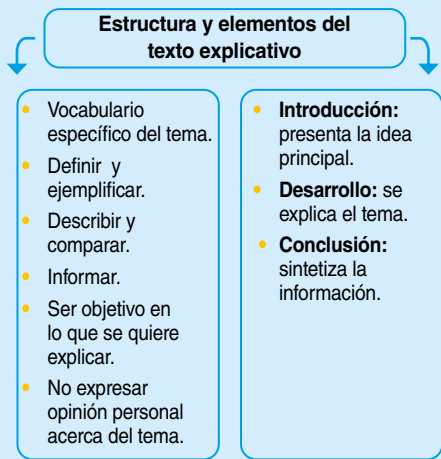 Estructura y elementos del
texto explicativo
• Vocabulario
específico del tema.
• Definir y
ejemplificar.
• Describir y
comparar.
• Informar.
• Ser objetivo en
lo que se quiere
explicar.
• No expresar
opinión personal
acerca del tema.
• Introducción:
presenta la idea
principal.
• Desarrollo: se
explica el tema.
• Conclusión:
sintetiza la
información.